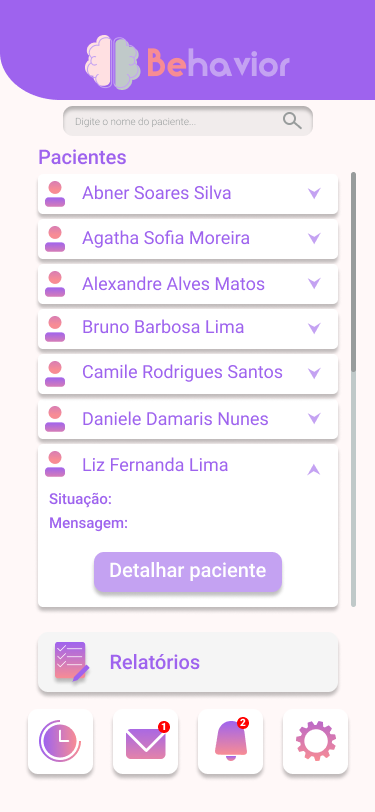 Behavior
Digite o nome do paciente...
Pacientes
Abner Soares Silva
Agatha Sofia Moreira
Alexandre Alves Matos
Bruno Barbosa Lima
Camile Rodrigues Santos
Daniele Damaris Nunes
Liz Fernanda Lima
Situação:
Mensagem:
Detalhar paciente
Relatórios
1
2